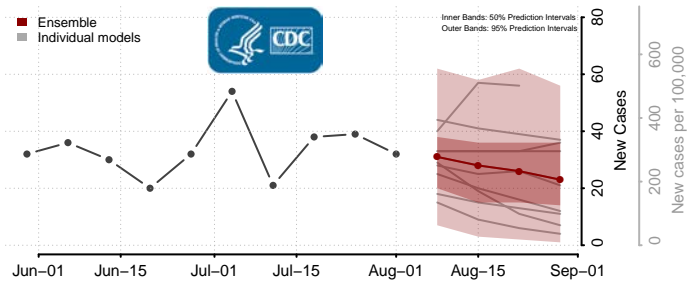 Ensemble
Individual models
CDC
Inner Bands: 50% Prediction Intervals
Outer Bands: 95% Prediction Intervals
0
20
40
60
80
New Cases
0
200
400
600
New cases per 100,000
Jun−01
Jun−15
Jul−01
Jul−15
Aug−01
Aug−15
Sep−01